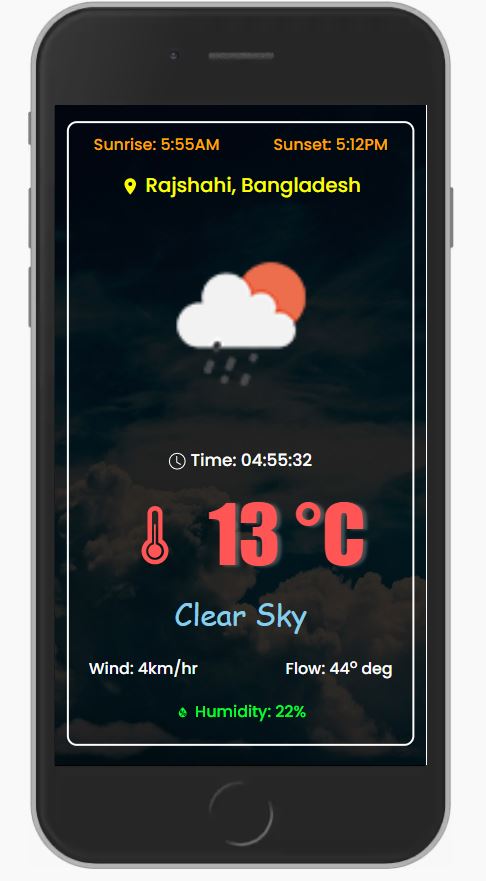 Sunrise: 5:55AM Sunset: 5:12PM
Rajshahi, Bangladesh
Time: 04:55:32
13 °C
Clear Sky
Wind: 4km/hr Flow: 44° deg
Humidity: 22%